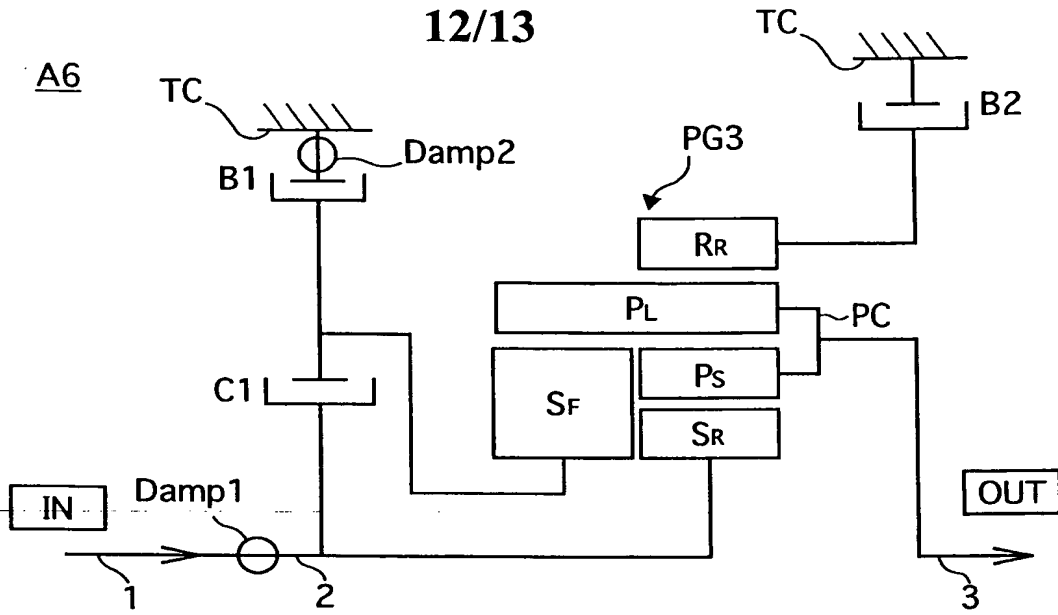 12/13
A6
TC
TC
B2
Damp2
PG3
B1
RR
PL
PC
C1
SF
PS
SR
Damp1
IN
OUT
1
2
3